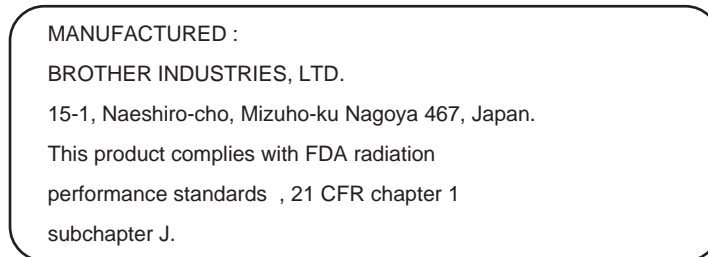 MANUFACTURED :
BROTHER INDUSTRIES, LTD.
15-1, Naeshiro-cho, Mizuho-ku Nagoya 467, Japan.
This product complies with FDA radiation
performance standards , 21 CFR chapter 1
subchapter J.